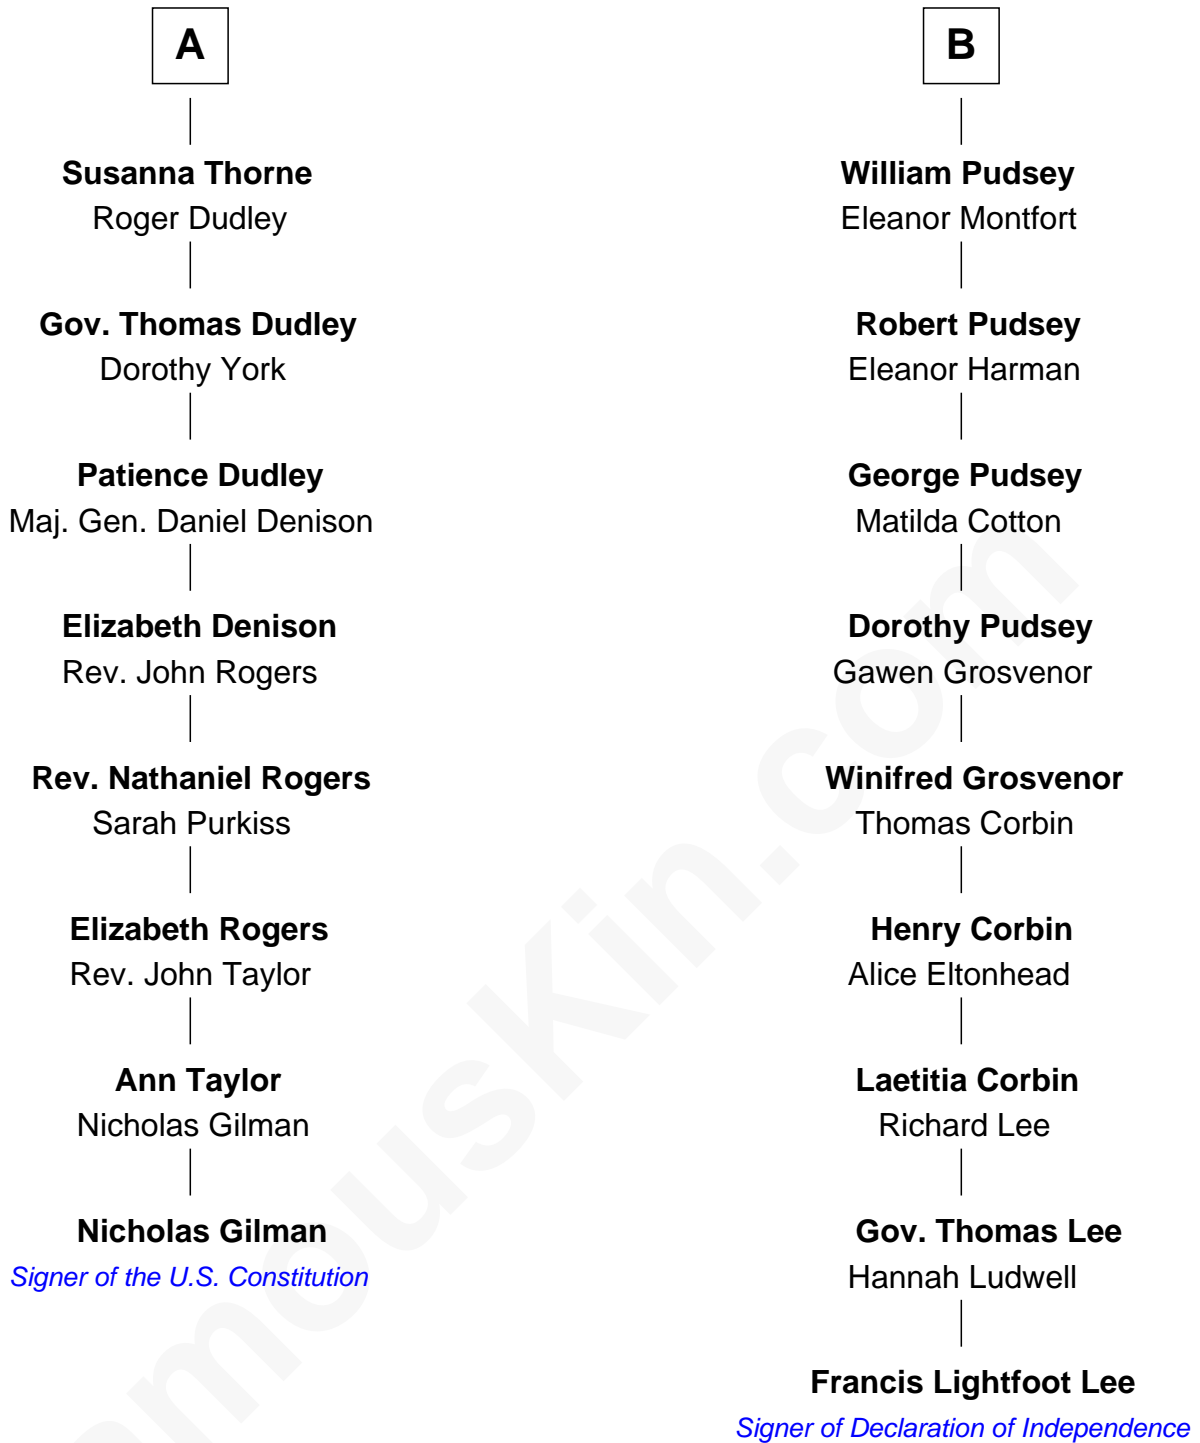 A
Susanna Thorne
Roger Dudley
Gov. Thomas Dudley
Dorothy York
Patience Dudley
Maj. Gen. Daniel Denison
Elizabeth Denison
Rev. John Rogers
Rev. Nathaniel Rogers
Sarah Purkiss
Elizabeth Rogers
Rev. John Taylor
Ann Taylor
Nicholas Gilman
Nicholas Gilman
Signer of the U.S. Constitution
B
William Pudsey
Eleanor Montfort
Robert Pudsey
Eleanor Harman
George Pudsey
Matilda Cotton
Dorothy Pudsey
Gawen Grosvenor
Winifred Grosvenor
Thomas Corbin
Henry Corbin
Alice Eltonhead
Laetitia Corbin
Richard Lee
Gov. Thomas Lee
Hannah Ludwell
Francis Lightfoot Lee
Signer of Declaration of Independence